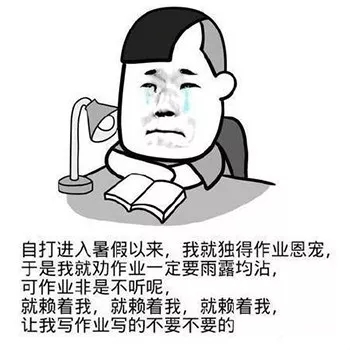 自打进入暑假以来，我就独得作业恩宠，
于是我就劝作业一定要雨露均沾，
可作业非是不听呢，
就赖着我，就赖着我，就赖着我，
让我写作业写的不要不要的